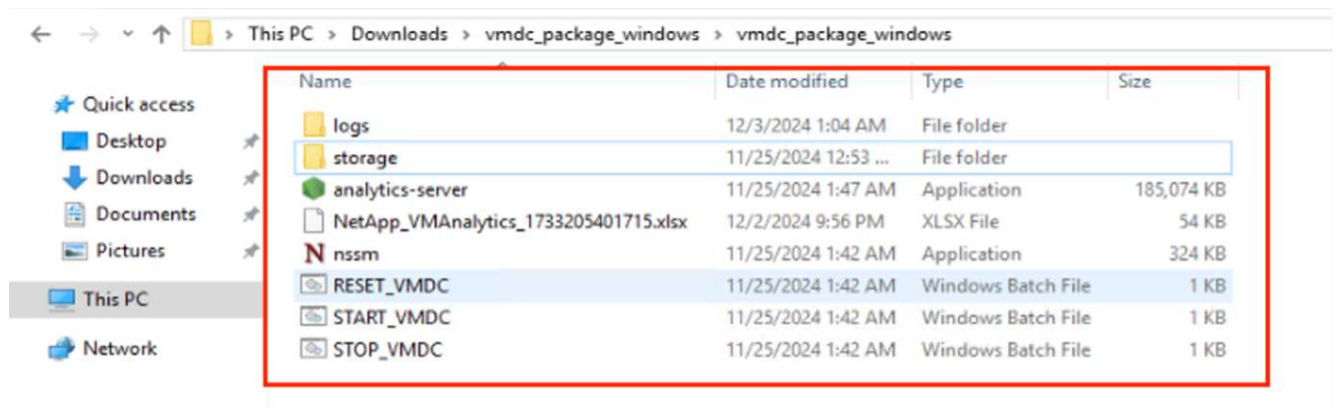 This PC > Downloads > vmdc_package_windows > vmdc_package_windows
Name Date modified Type Size
Quick access
Desktop
Downloads
Documents
Pictures
This PC
Network
logs 12/3/2024 1:04 AM File folder
storage 11/25/2024 12:53 ... File folder
analytics-server 11/25/2024 1:47 AM Application 185,074 KB
NetApp_VMAnalytics_1733205401715.xlsx 12/2/2024 9:56 PM XLSX File 54 KB
N nssm 11/25/2024 1:42 AM Application 324 KB
RESET_VMDC 11/25/2024 1:42 AM Windows Batch File 1 KB
START_VMDC 11/25/2024 1:42 AM Windows Batch File 1 KB
STOP_VMDC 11/25/2024 1:42 AM Windows Batch File 1 KB